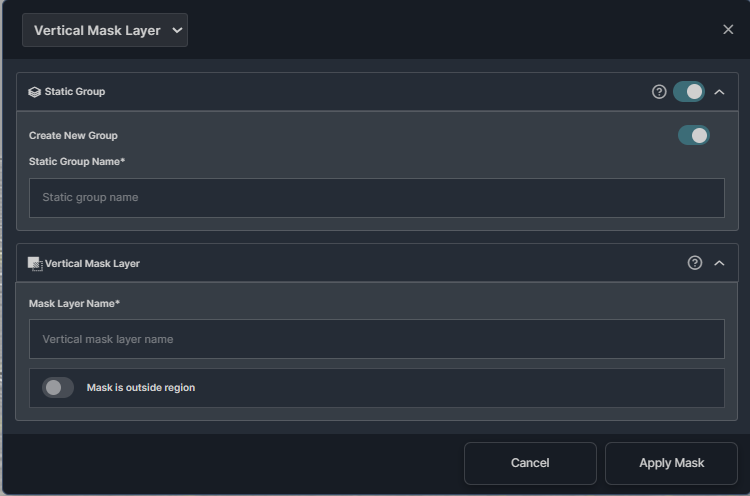 Vertical Mask Layer
Static Group
Create New Group
Static Group Name*
Static group name
Vertical Mask Layer
Mask Layer Name*
Vertical mask layer name
Mask is outside region
Cancel Apply Mask